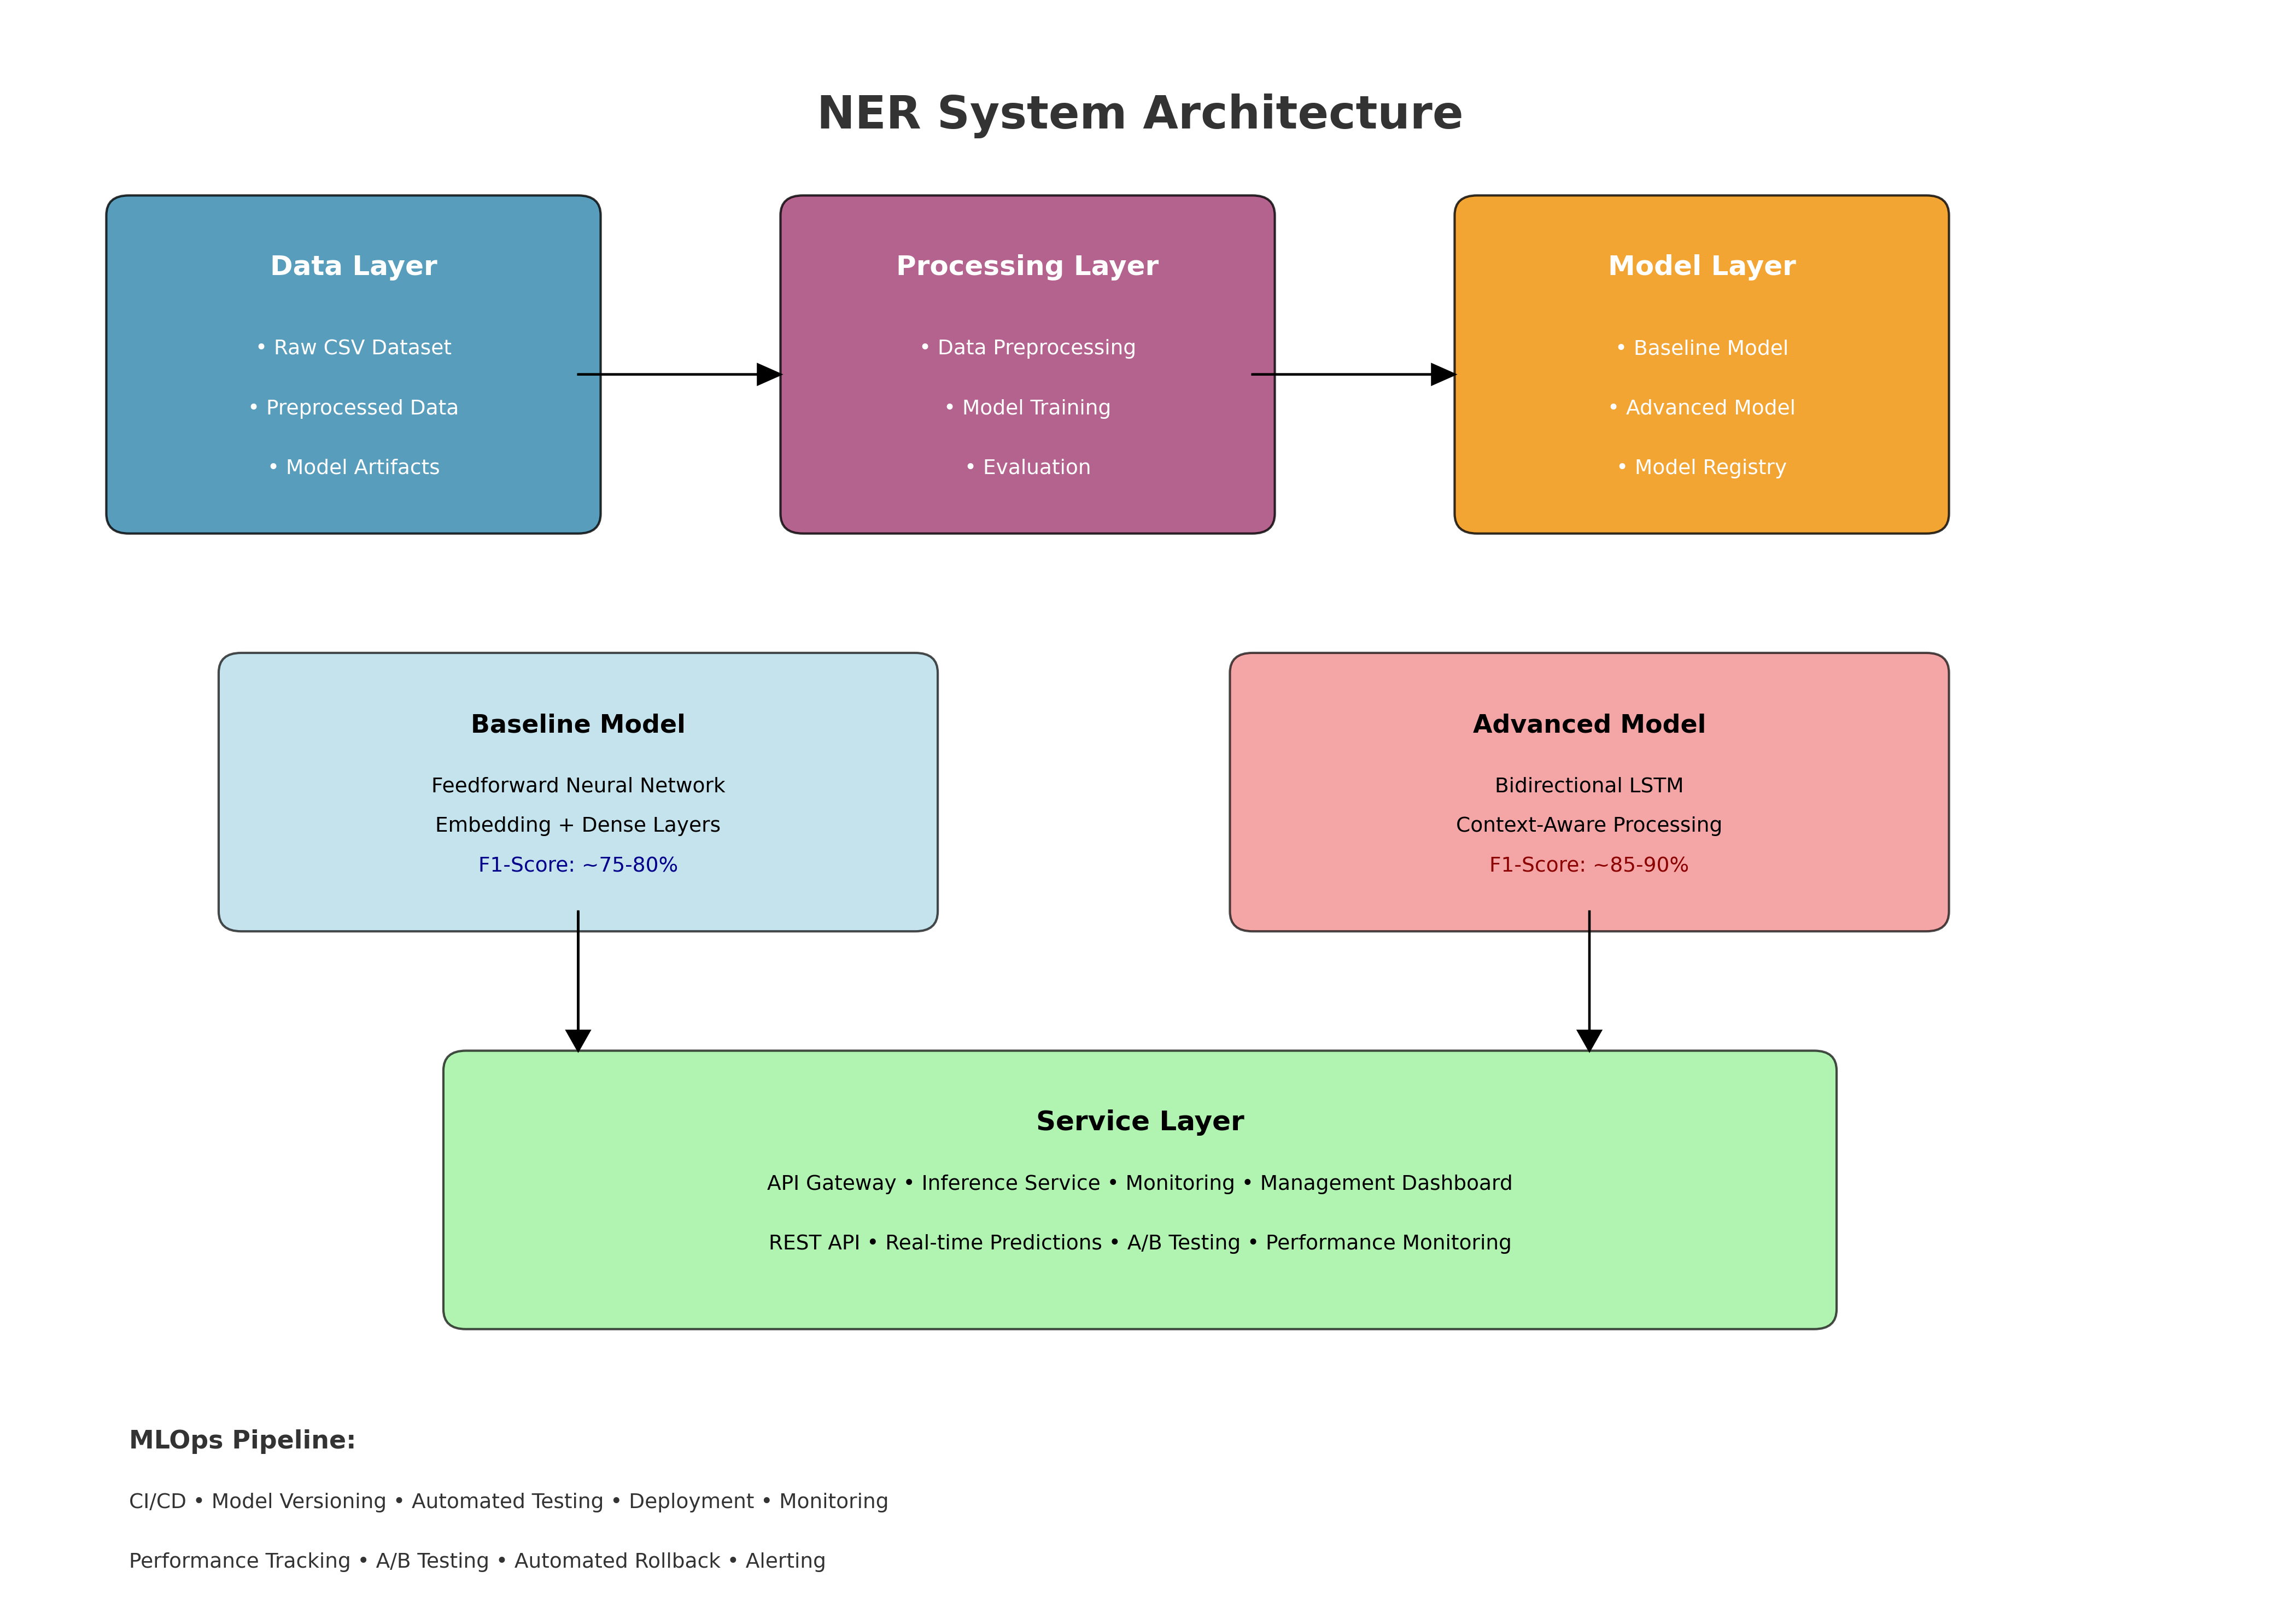 NER System Architecture
Data Layer
• Raw CSV Dataset
• Preprocessed Data
• Model Artifacts
Processing Layer
• Data Preprocessing
• Model Training
• Evaluation
Model Layer
• Baseline Model
• Advanced Model
• Model Registry
Baseline Model
Feedforward Neural Network
Embedding + Dense Layers
F1-Score: ~75-80%
Advanced Model
Bidirectional LSTM
Context-Aware Processing
F1-Score: ~85-90%
Service Layer
API Gateway • Inference Service • Monitoring • Management Dashboard
REST API • Real-time Predictions • A/B Testing • Performance Monitoring
MLOps Pipeline:
CI/CD • Model Versioning • Automated Testing • Deployment • Monitoring
Performance Tracking • A/B Testing • Automated Rollback • Alerting